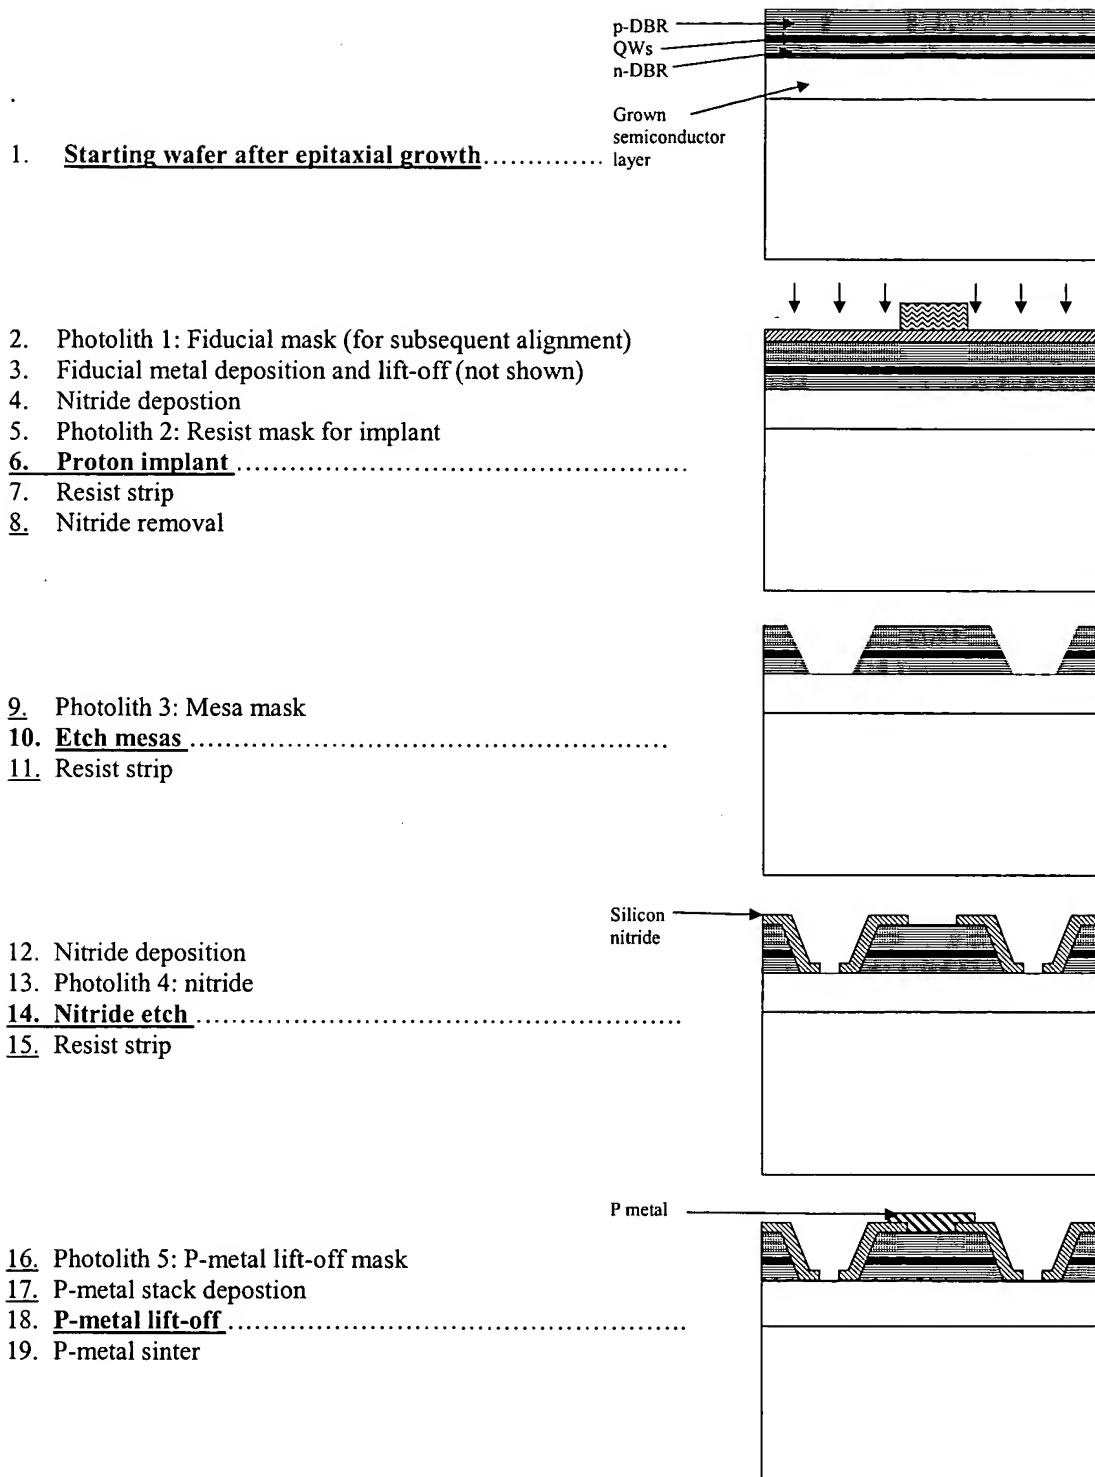 p-DBR
QWs
n-DBR
Grown
semiconductor
layer
1. Starting wafer after epitaxial growth..............
2. Photolith 1: Fiducial mask (for subsequent alignment)
3. Fiducial metal deposition and lift-off (not shown)
4. Nitride depostion
5. Photolith 2: Resist mask for implant
6. Proton implant ......................................................
7. Resist strip
8. Nitride removal
9. Photolith 3: Mesa mask
10. Etch mesas .........................................................
11. Resist strip
Silicon
nitride
12. Nitride deposition
13. Photolith 4: nitride
14. Nitride etch ..........................................................
15. Resist strip
P metal
16. Photolith 5: P-metal lift-off mask
17. P-metal stack depostion
18. P-metal lift-off .......................................................
19. P-metal sinter